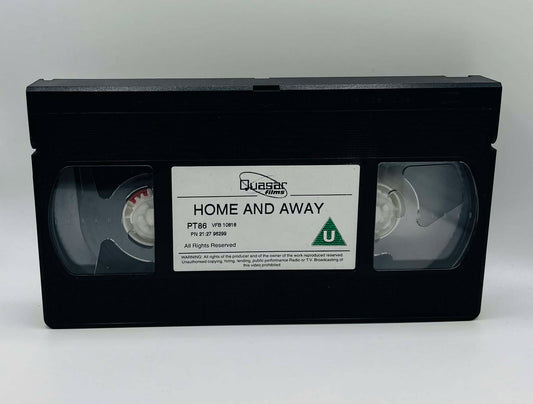 Quasar
films
HOME AND AWAY
PT86 VFB 10818
PN 21:27 96299
All Rights Reserved
U
WARNING: All rights of the producer and of the owner of the work reproduced reserved.
Unauthorised copying, hiring, lending, public performance Radio or T.V. Broadcasting of
this video prohibited.